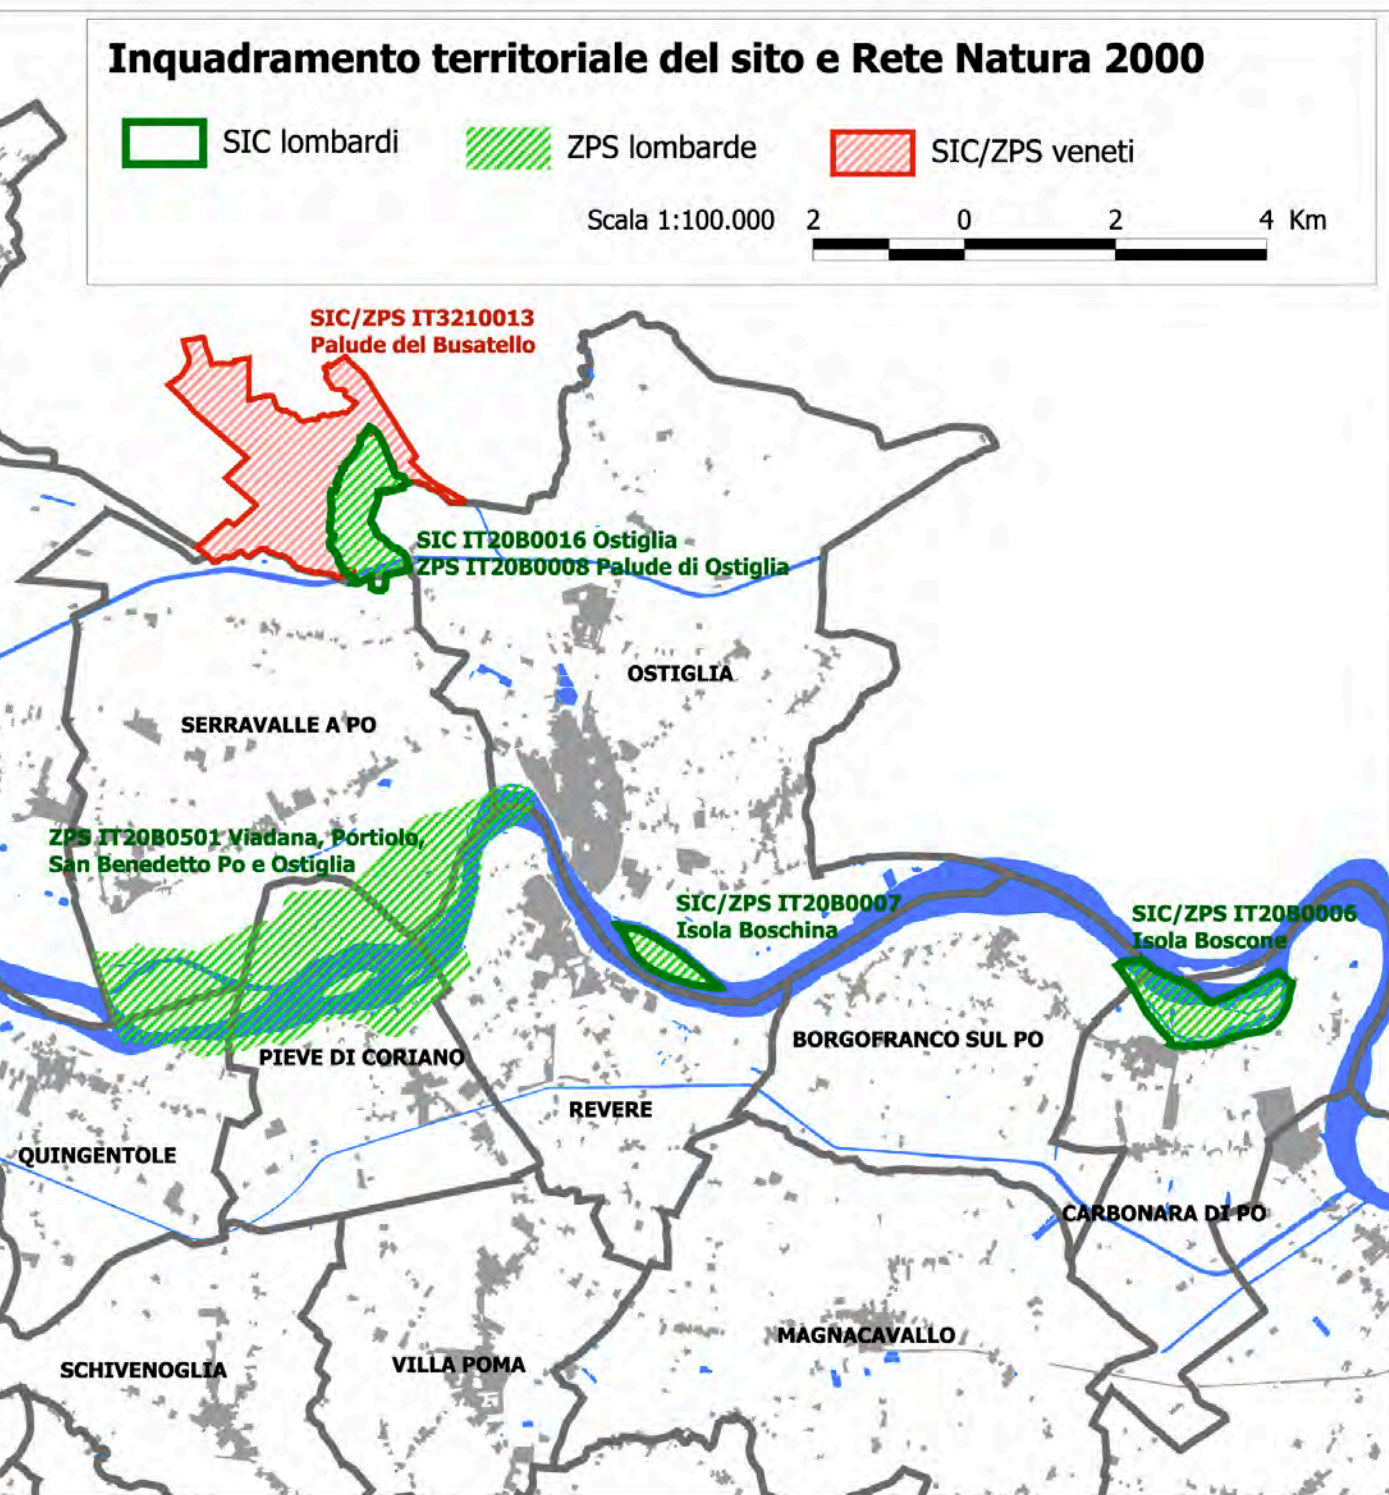 Inquadramento territoriale del sito e Rete Natura 2000
SIC lombardi
ZPS lombarde
SIC/ZPS veneti
Scala 1:100.000
2 0 2 4 Km
SIC/ZPS IT3210013
Palude del Busatello
SIC IT20B0016 Ostiglia
ZPS IT20B0008 Palude di Ostiglia
OSTIGLIA
SERRAVALLE A PO
ZPS IT20B0501 Viadana, Portiolo,
San Benedetto Po e Ostiglia
SIC/ZPS IT20B0007
Isola Boschina
SIC/ZPS IT20B0006
Isola Boscone
BORGOFRANCO SUL PO
PIEVE DI CORIANO
REVERE
QUINGENTOLE
CARBONARA DI PO
MAGNACAVALLO
SCHIVENOGLIA
VILLA POMA